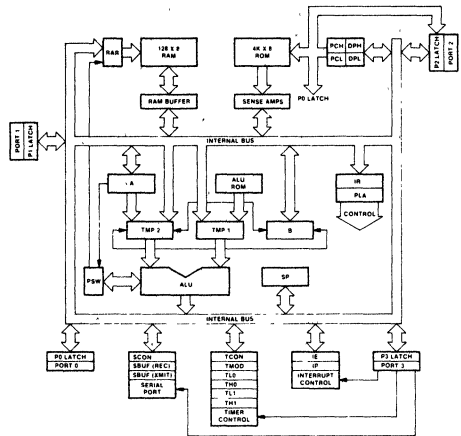 RAR
128 X 8
RAM
4K X 8
ROM
PCH
DPH
PCL
DPL
P2 LATCH
PORT 2
P0 LATCH
RAM BUFFER
SENSE AMPS
PORT 1
P1 LATCH
INTERNAL BUS
A
ALU
ROM
IR
PLA
CONTROL
TMP 2
TMP 1
B
PSW
ALU
SP
INTERNAL BUS
P0 LATCH
PORT 0
SCON
SBUF (REC)
SBUF (XMIT)
SERIAL
PORT
TCON
TMOD
TL0
TH0
TL1
TH1
TIMER
CONTROL
IE
IP
INTERRUPT
CONTROL
P3 LATCH
PORT 3